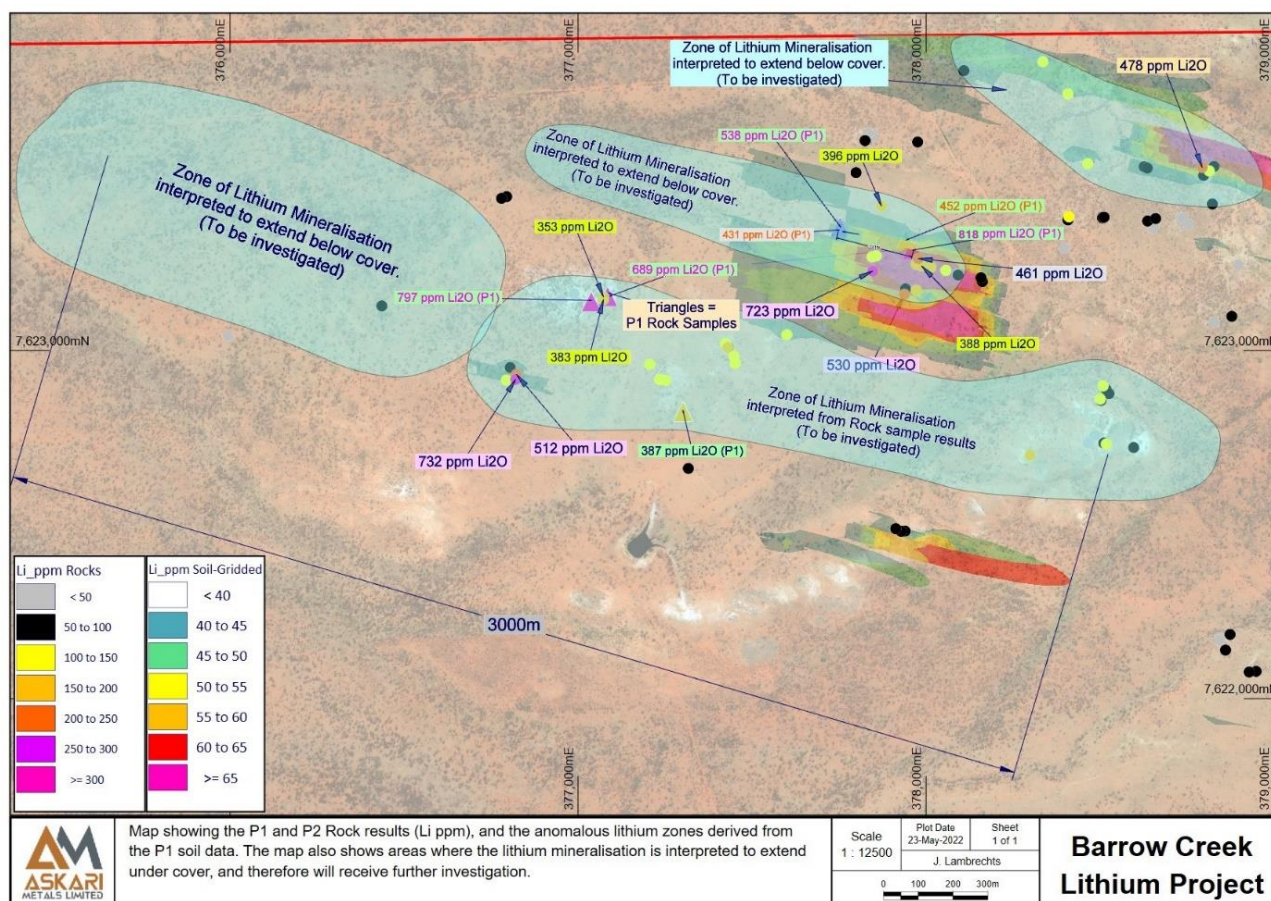 376,000mE
377,000mE
378,000mE
379,000mE
Zone of Lithium Mineralisation
interpreted to extend below cover.
(To be investigated)
478 ppm Li2O
538 ppm Li2O (P1)
396 ppm Li2O
Zone of Lithium Mineralisation
interpreted to extend below cover.
(To be investigated)
Zone of Lithium Mineralisation
interpreted to extend below cover.
(To be investigated)
452 ppm Li2O (P1)
431 ppm Li2O (P1)
818 ppm Li2O (P1)
353 ppm Li2O
461 ppm Li2O
689 ppm Li2O (P1)
797 ppm Li2O (P1)
Triangles =
P1 Rock Samples
723 ppm Li2O
388 ppm Li2O
7,623,000mN
7,623,000mN
383 ppm LI2O
530 ppm Li2O
Zone of Lithium Mineralisation
interpreted from Rock sample results
(To be investigated)
732 ppm Li2O
512 ppm Li2O
387 ppm Li2O (P1)
3000m
7,622,000mN
Li_ppm Rocks
< 50
50 to 100
100 to 150
150 to 200
200 to 250
250 to 300
>= 300
Li_ppm Soil-Gridded
< 40
40 to 45
45 to 50
50 to 55
55 to 60
60 to 65
>= 65
377,000mE
378,000mE
379,000mE
AM
ASKARI
METALS LIMITED
Map showing the P1 and P2 Rock results (Li ppm), and the anomalous lithium zones derived from
the P1 soil data. The map also shows areas where the lithium mineralisation is interpreted to extend
under cover, and therefore will receive further investigation.
Scale
1 : 12500
Plot Date
23-May-2022
Sheet
1 of 1
J. Lambrechts
0 100 200 300m
Barrow Creek
Lithium Project